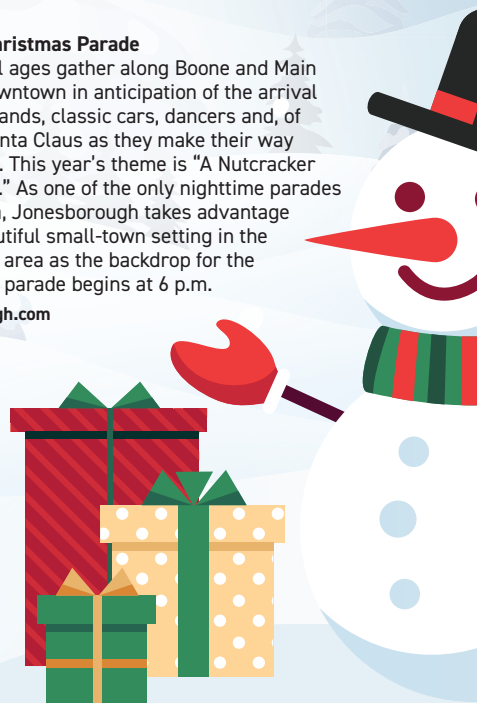 ristmas Parade
l ages gather along Boone and Main
wntown in anticipation of the arrival
ands, classic cars, dancers and, of
nta Claus as they make their way
. This year's theme is “A Nutcracker
.” As one of the only nighttime parades
, Jonesborough takes advantage
utiful small-town setting in the
area as the backdrop for the
parade begins at 6 p.m.
gh.com